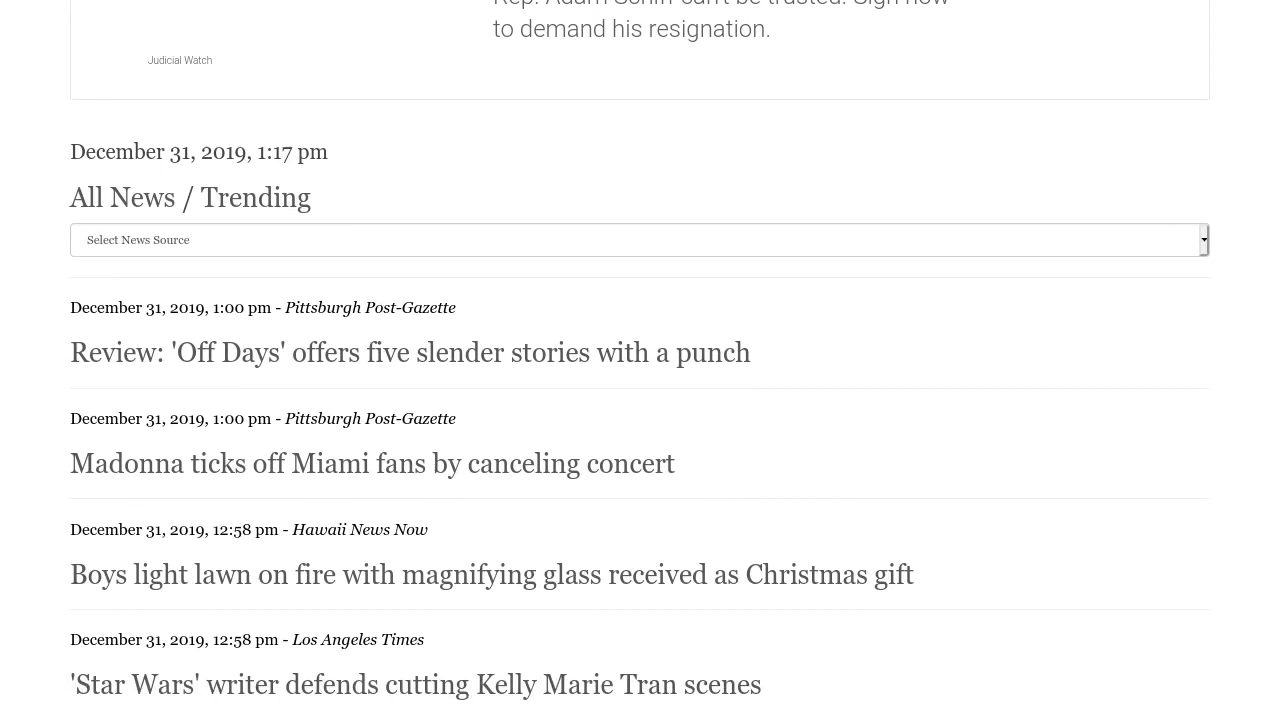 Rep. Adam Schiff can't be trusted. Sign now
to demand his resignation.
Judicial Watch
December 31, 2019, 1:17 pm
All News / Trending
Select News Source
December 31, 2019, 1:00 pm - Pittsburgh Post-Gazette
Review: 'Off Days' offers five slender stories with a punch
December 31, 2019, 1:00 pm - Pittsburgh Post-Gazette
Madonna ticks off Miami fans by canceling concert
December 31, 2019, 12:58 pm - Hawaii News Now
Boys light lawn on fire with magnifying glass received as Christmas gift
December 31, 2019, 12:58 pm - Los Angeles Times
'Star Wars' writer defends cutting Kelly Marie Tran scenes